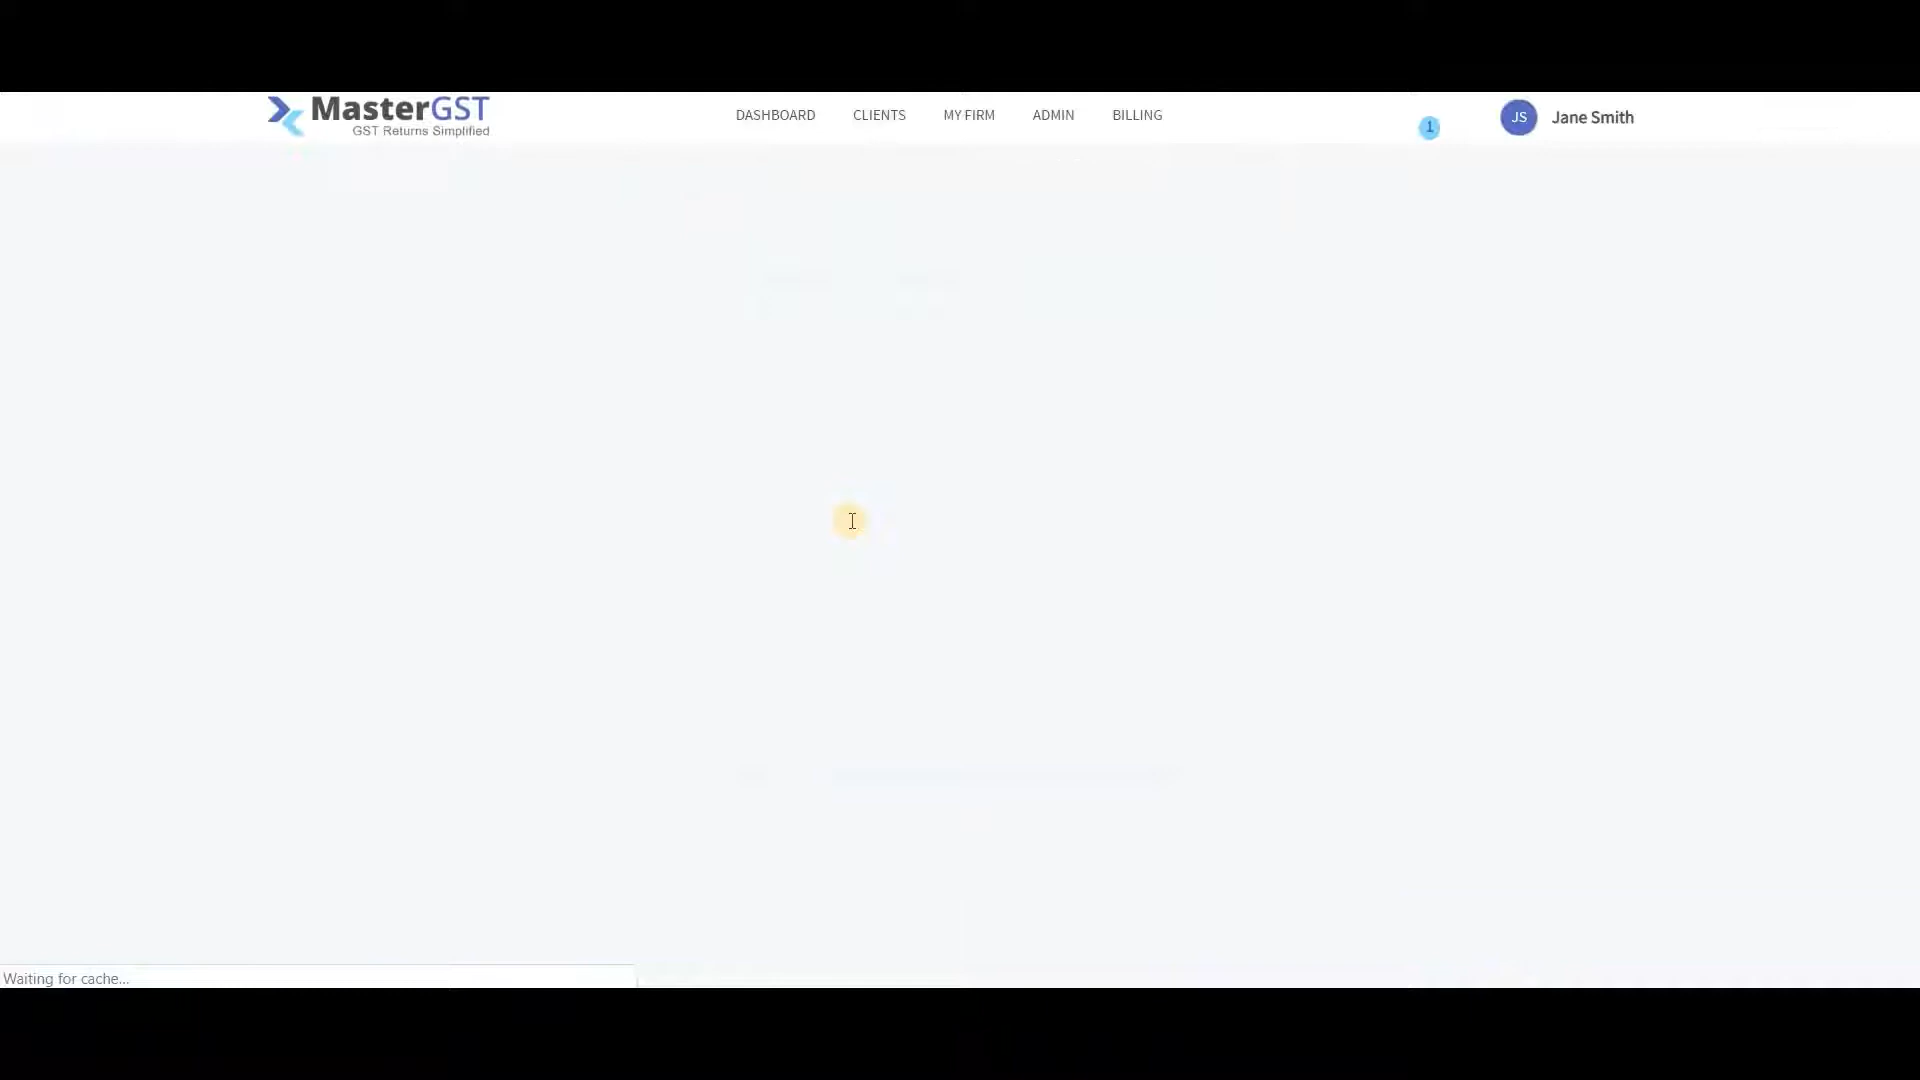 MasterGST
GST Returns Simplified
DASHBOARD CLIENTS MY FIRM ADMIN BILLING
1
JS Jane Smith
Waiting for cache...